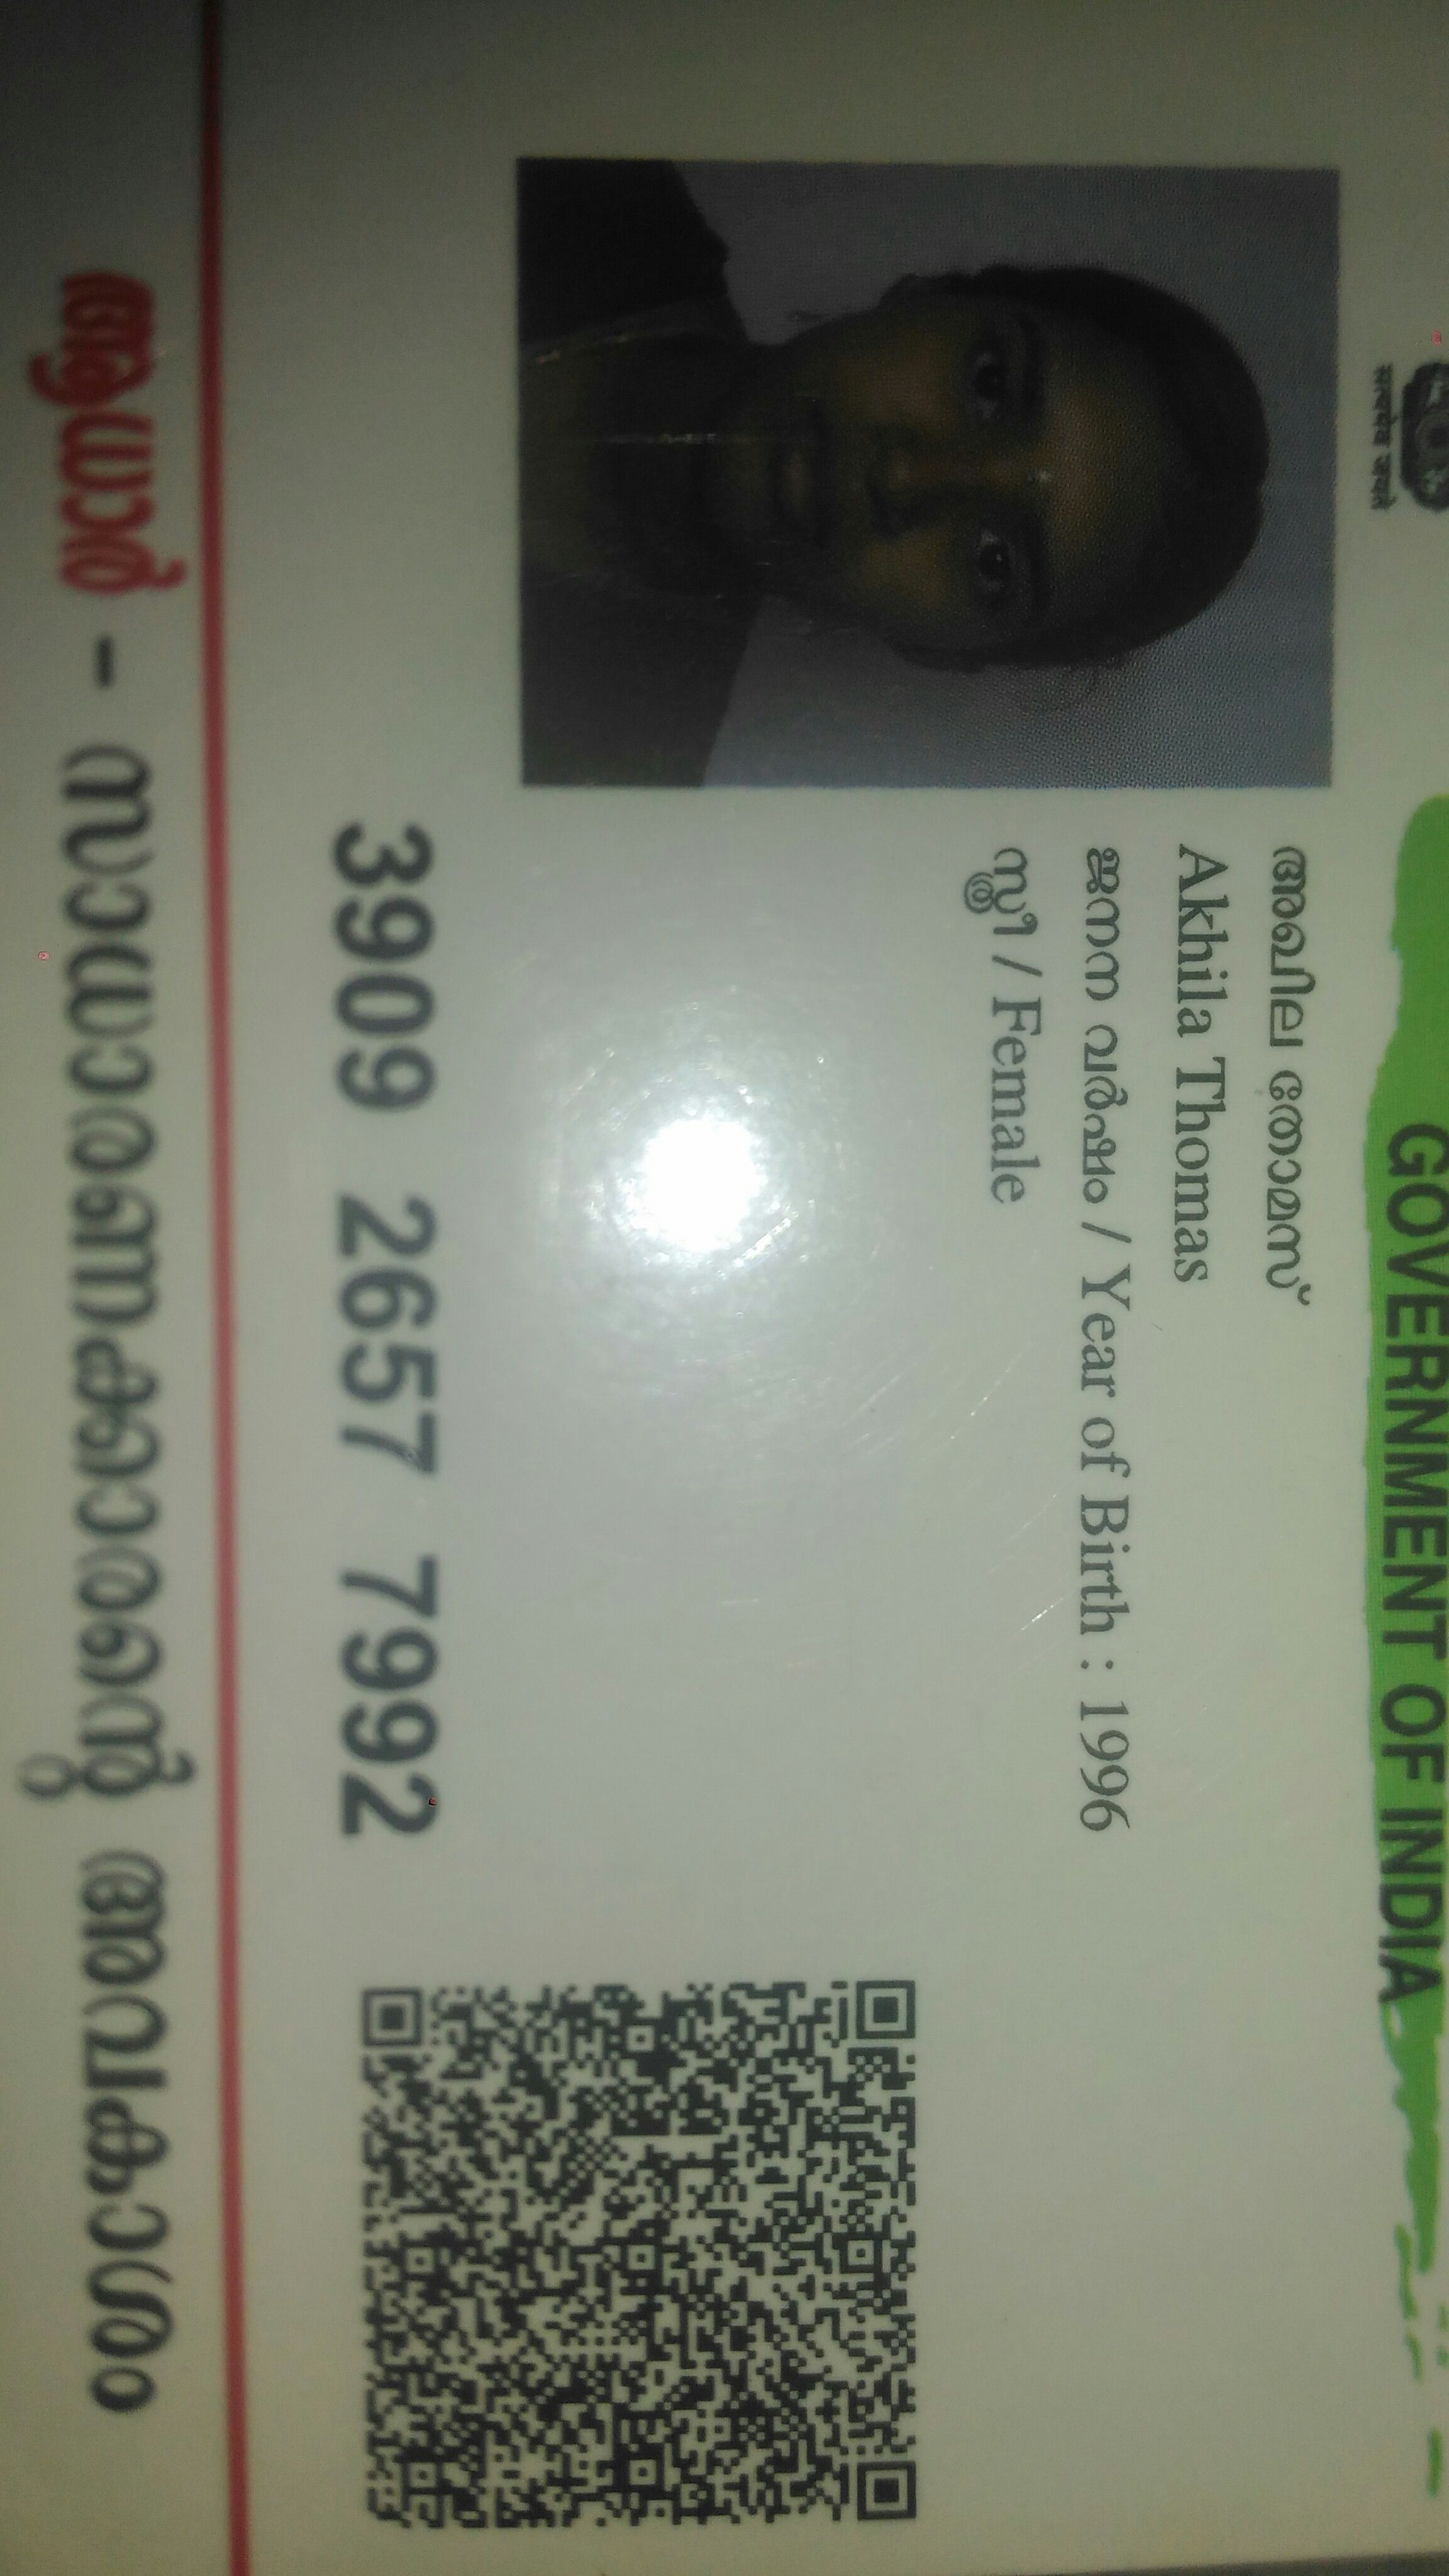 सत्यमेव जयते
GOVERNMENT OF INDIA
അഖില തോമസ്
Akhila Thomas
ജനന വർഷം / Year of Birth : 1996
സ്ത്രീ / Female
3909 2657 7992
ആധാർ - സാധാരണക്കാരന്റെ അവകാശം